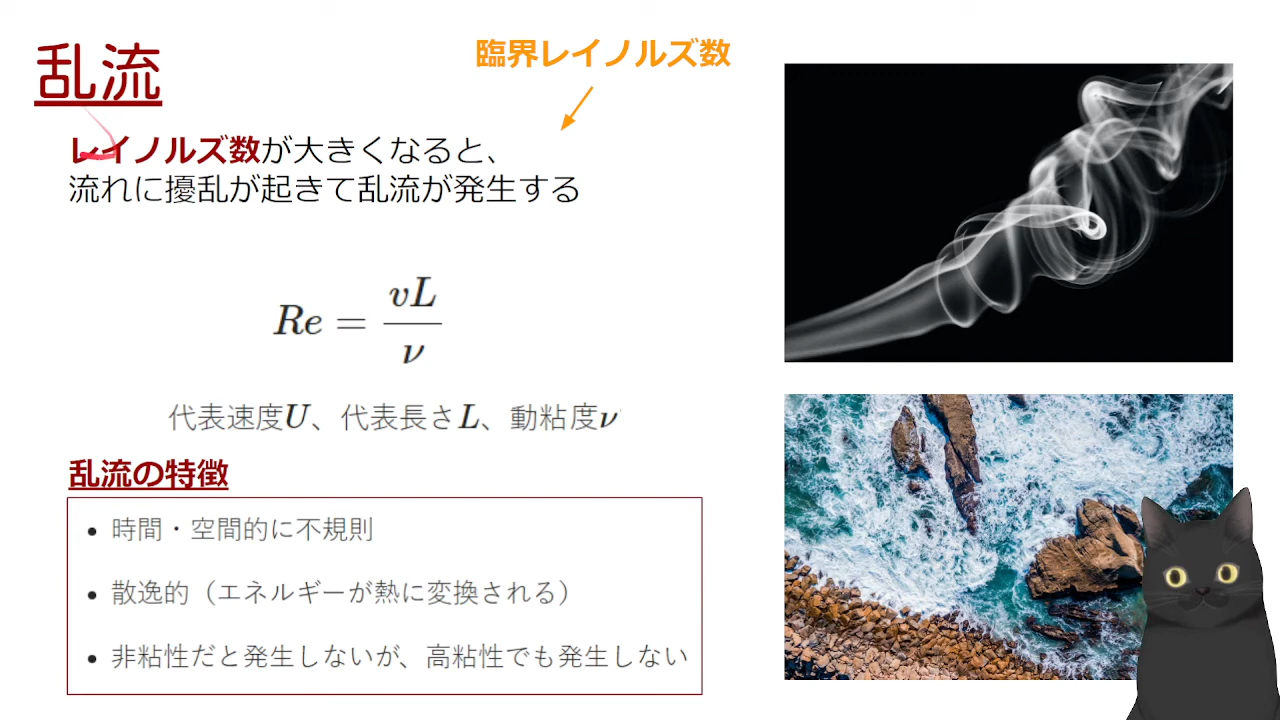 乱流
臨界レイノルズ数
レイノルズ数が大きくなると、
流れに擾乱が起きて乱流が発生する
Re = vL/ν
代表速度U、代表長さL、動粘度ν
乱流の特徴
• 時間・空間的に不規則
• 散逸的（エネルギーが熱に変換される）
• 非粘性だと発生しないが、高粘性でも発生しない